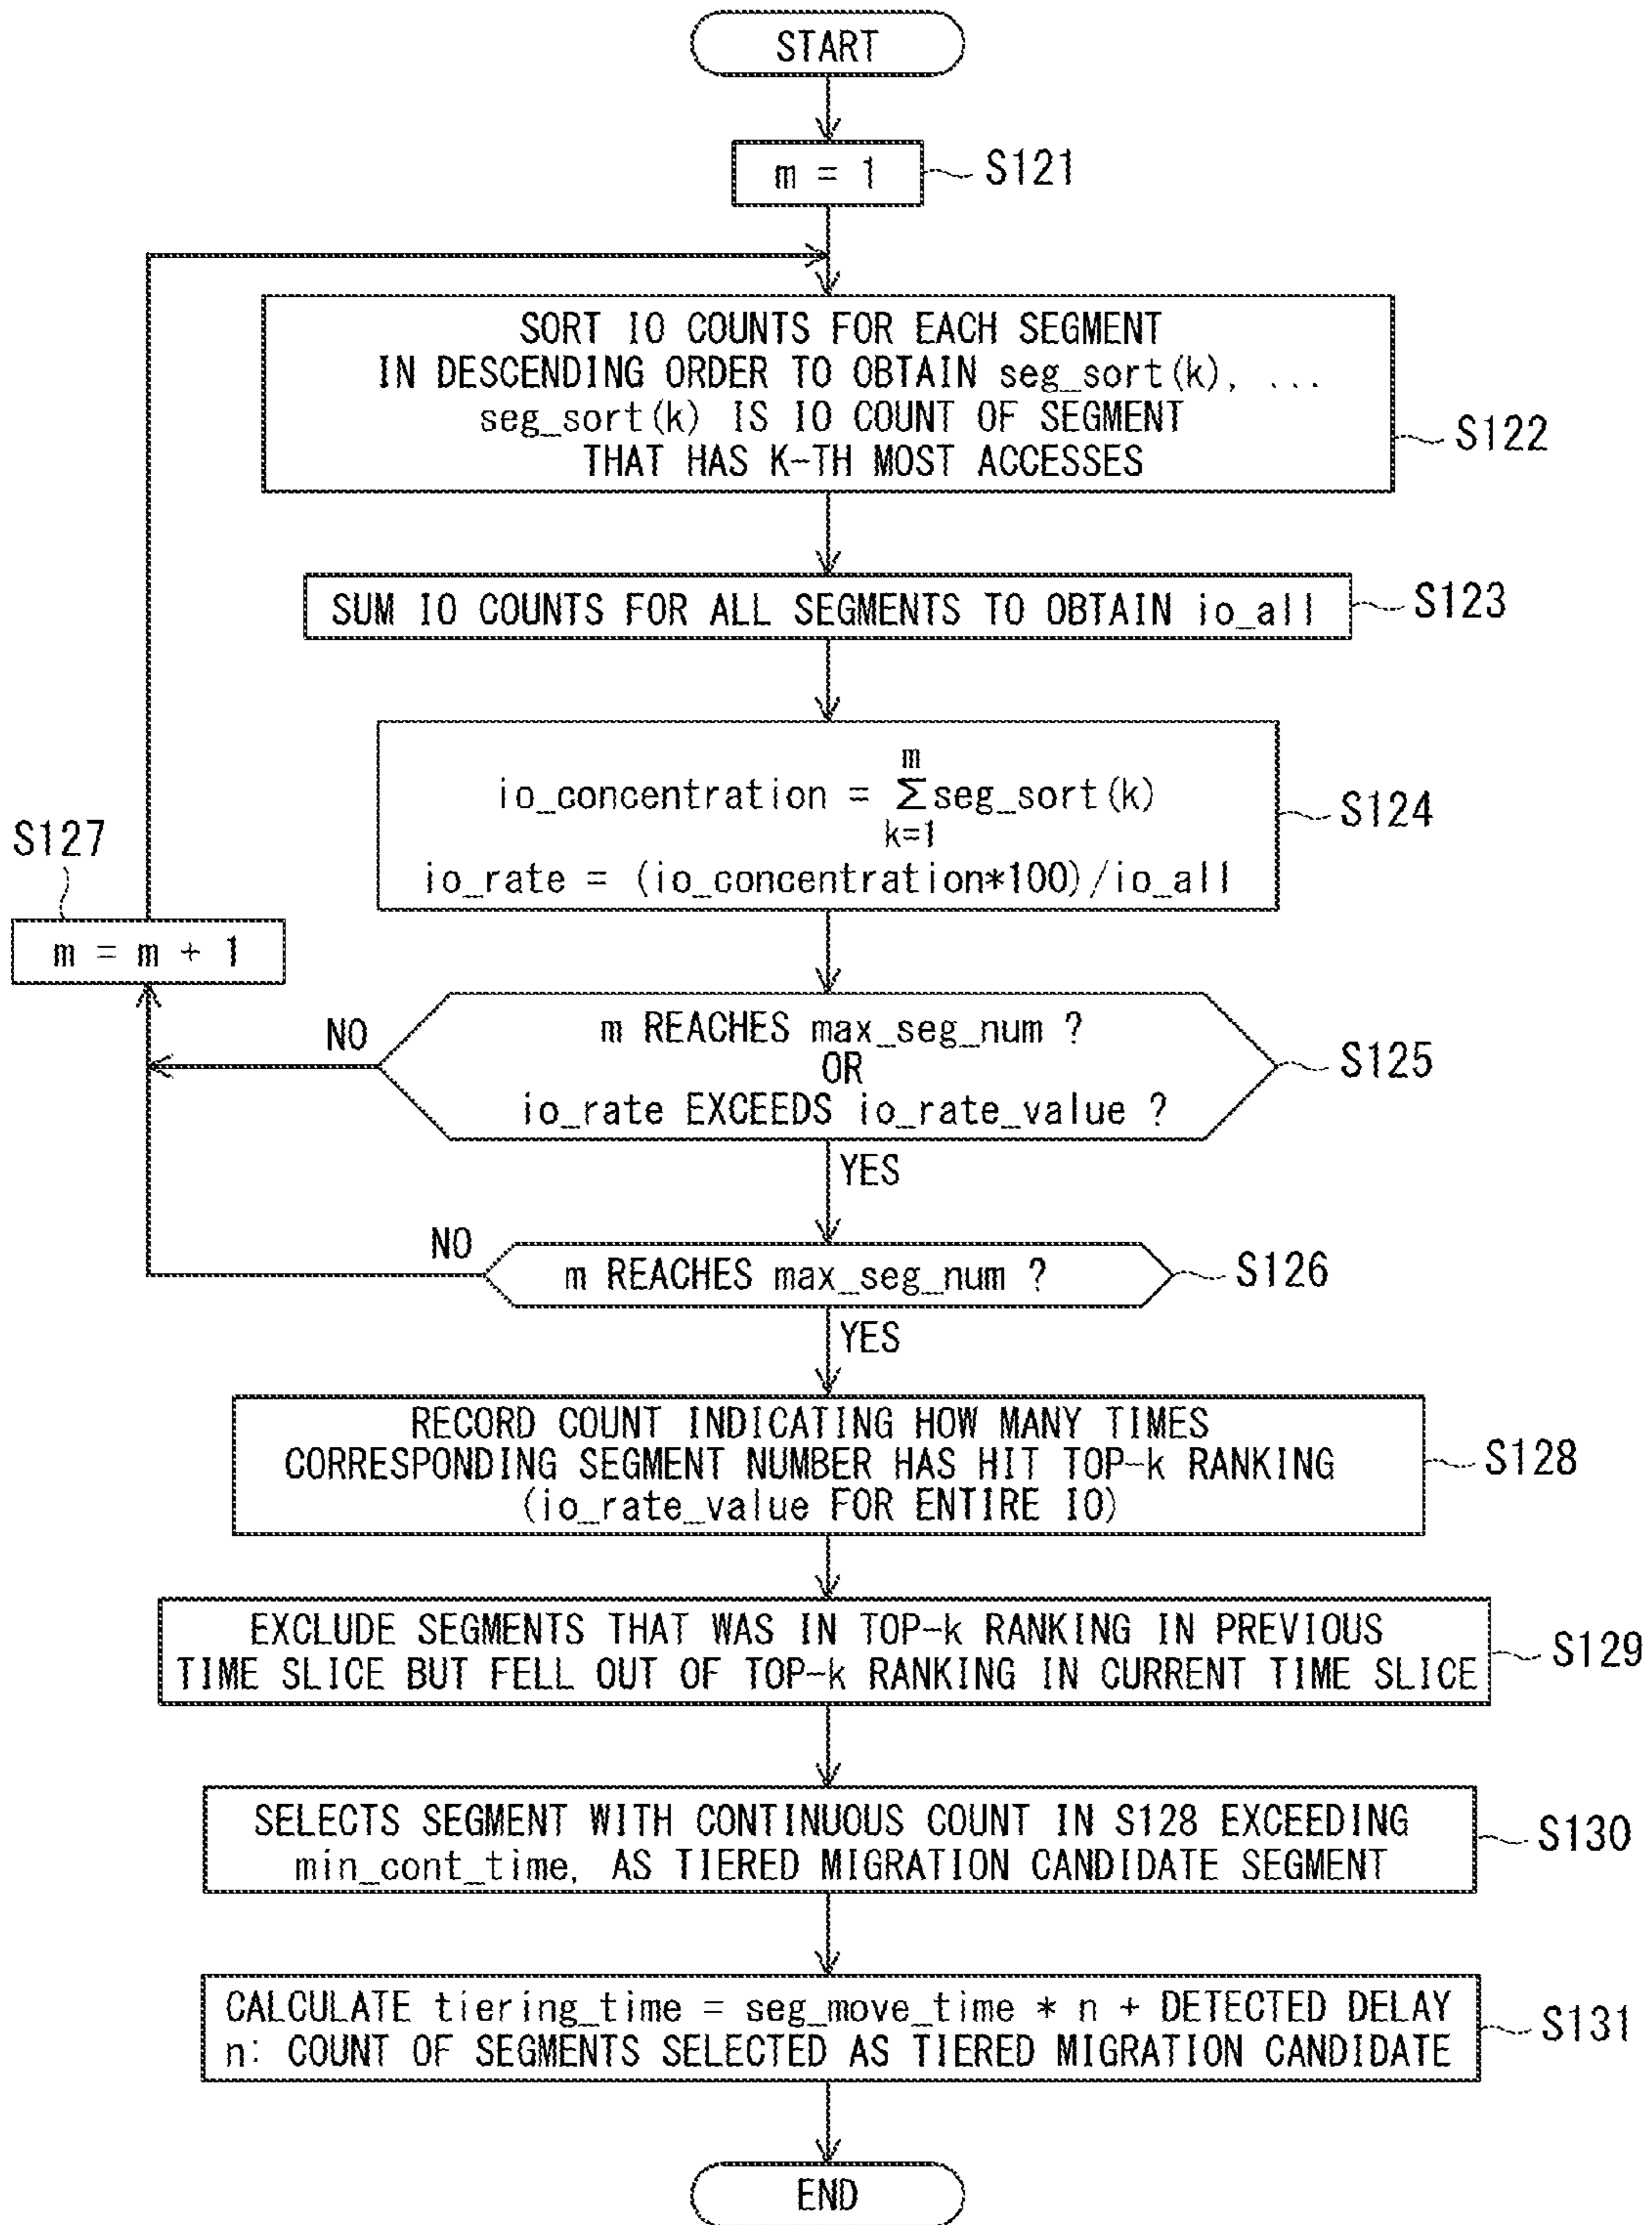 START
m = 1
S121
SORT IO COUNTS FOR EACH SEGMENT
IN DESCENDING ORDER TO OBTAIN seg_sort(k), ...
seg_sort(k) IS IO COUNT OF SEGMENT
THAT HAS K-TH MOST ACCESSES
S122
SUM IO COUNTS FOR ALL SEGMENTS TO OBTAIN io_all
S123
m
io_concentration = Σseg_sort(k)
k=1
io_rate = (io_concentration*100)/io_all
S124
S127
m = m + 1
NO
m REACHES max_seg_num ?
OR
io_rate EXCEEDS io_rate_value ?
S125
YES
NO
m REACHES max_seg_num ?
S126
YES
RECORD COUNT INDICATING HOW MANY TIMES
CORRESPONDING SEGMENT NUMBER HAS HIT TOP-k RANKING
(io_rate_value FOR ENTIRE IO)
S128
EXCLUDE SEGMENTS THAT WAS IN TOP-k RANKING IN PREVIOUS
TIME SLICE BUT FELL OUT OF TOP-k RANKING IN CURRENT TIME SLICE
S129
SELECTS SEGMENT WITH CONTINUOUS COUNT IN S128 EXCEEDING
min_cont_time, AS TIERED MIGRATION CANDIDATE SEGMENT
S130
CALCULATE tiering_time = seg_move_time * n + DETECTED DELAY
n: COUNT OF SEGMENTS SELECTED AS TIERED MIGRATION CANDIDATE
S131
END